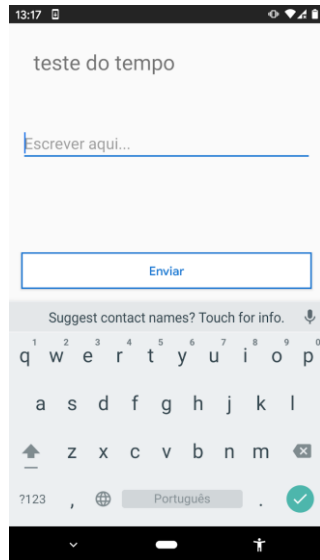 13:17
teste do tempo
Escrever aqui...
Enviar
Suggest contact names? Touch for info.
1 2 3 4 5 6 7 8 9 0
q w e r t y u i o p
a s d f g h j k l
z x c v b n m
?123 , Português .